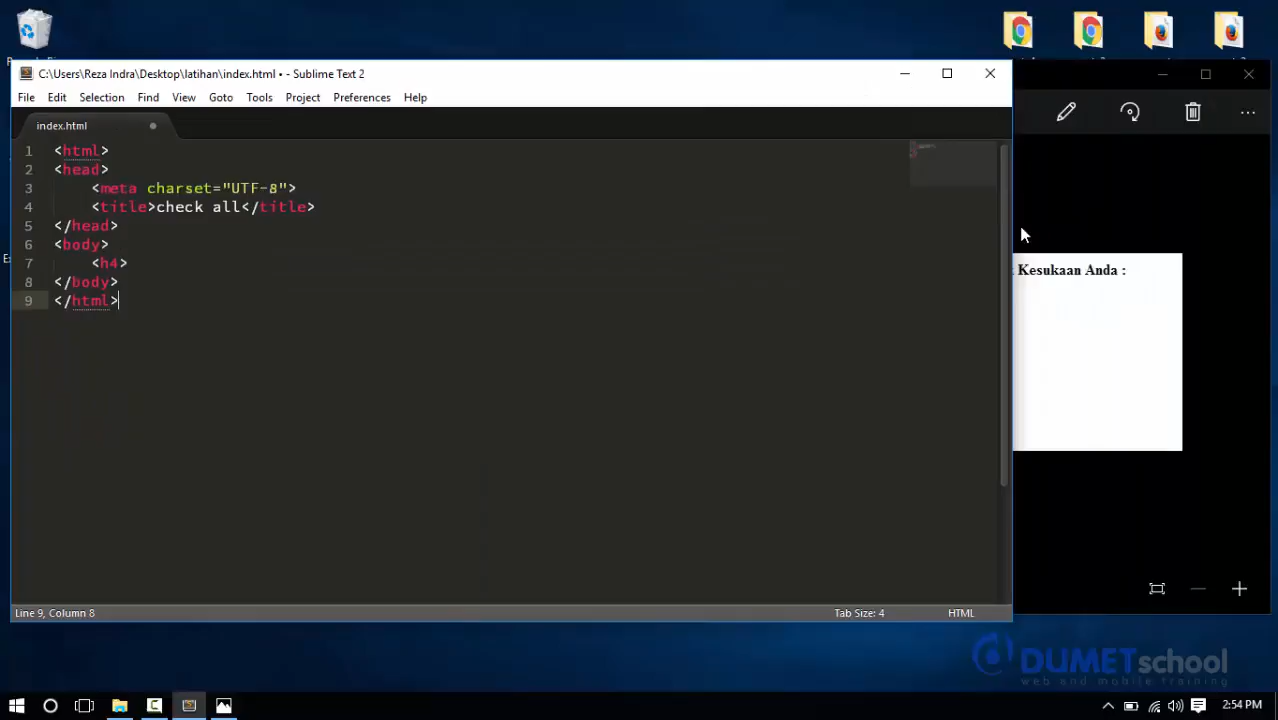 C:\Users\Reza Indra\Desktop\latihan\index.html • - Sublime Text 2
File Edit Selection Find View Goto Tools Project Preferences Help
index.html
1 <html>
2 <head>
3 <meta charset="UTF-8">
4 <title>check all</title>
5 </head>
6 <body>
7 <h4>
8 </body>
9 </html>
Kesukaan Anda :
Line 9, Column 8
Tab Size: 4
HTML
DUMETschool
web and mobile training
2:54 PM